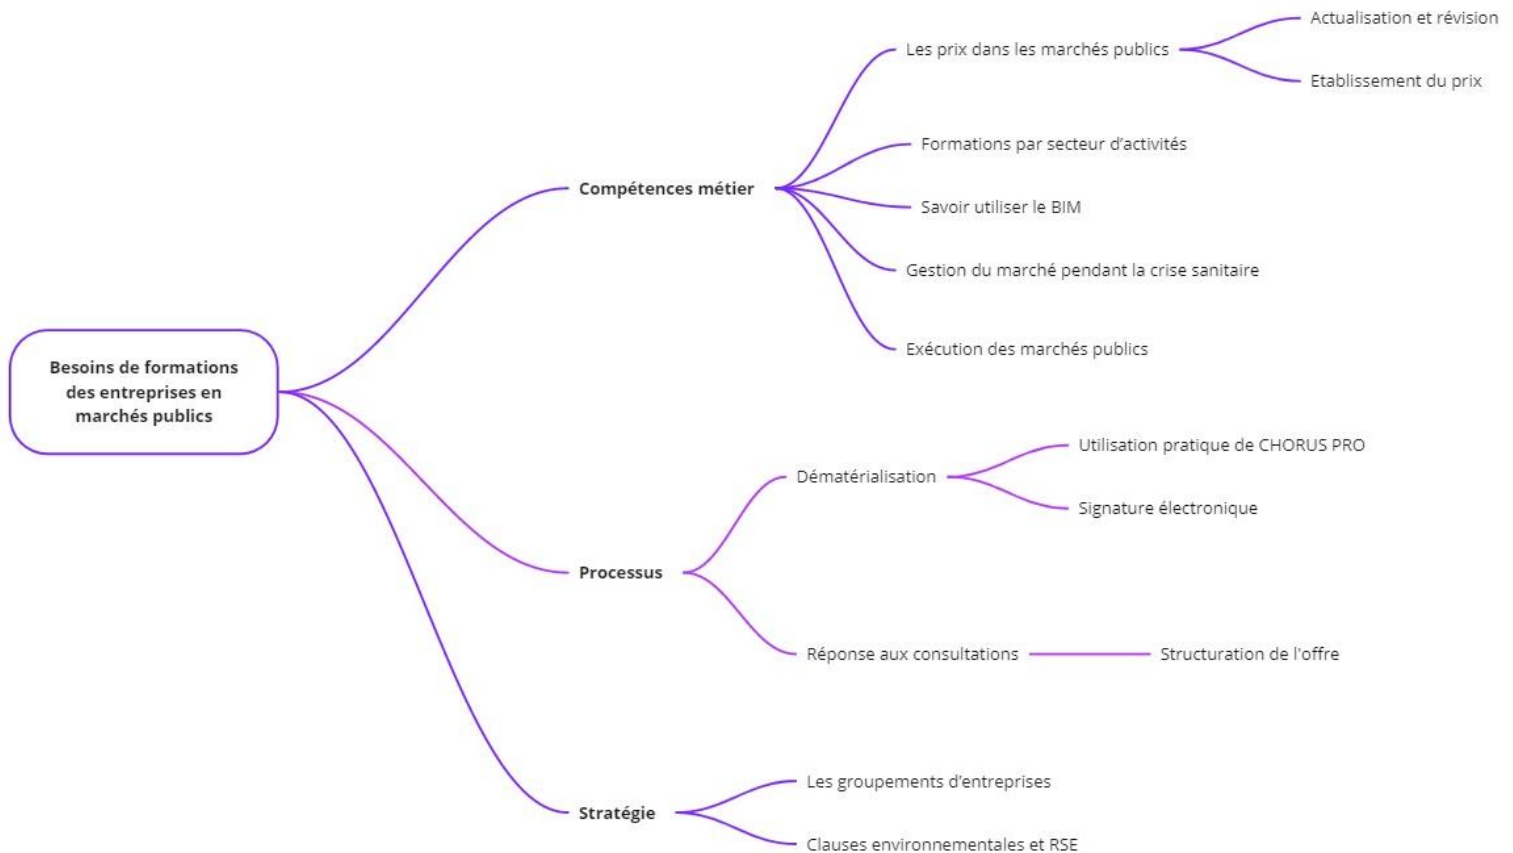 Besoins de formations
des entreprises en
marchés publics
Compétences métier
Les prix dans les marchés publics
Actualisation et révision
Etablissement du prix
Formations par secteur d’activités
Savoir utiliser le BIM
Gestion du marché pendant la crise sanitaire
Exécution des marchés publics
Processus
Dématérialisation
Utilisation pratique de CHORUS PRO
Signature électronique
Réponse aux consultations
Structuration de l'offre
Stratégie
Les groupements d’entreprises
Clauses environnementales et RSE